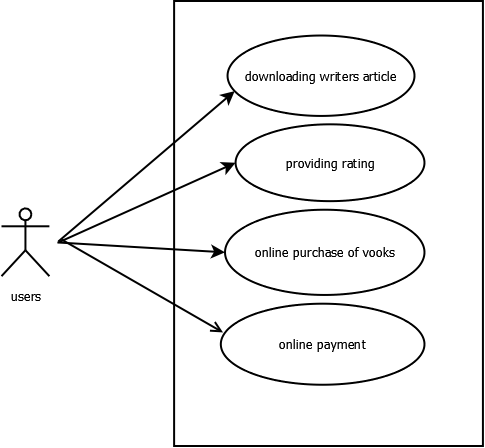 downloading writers article
providing rating
online purchase of vooks
users
online payment